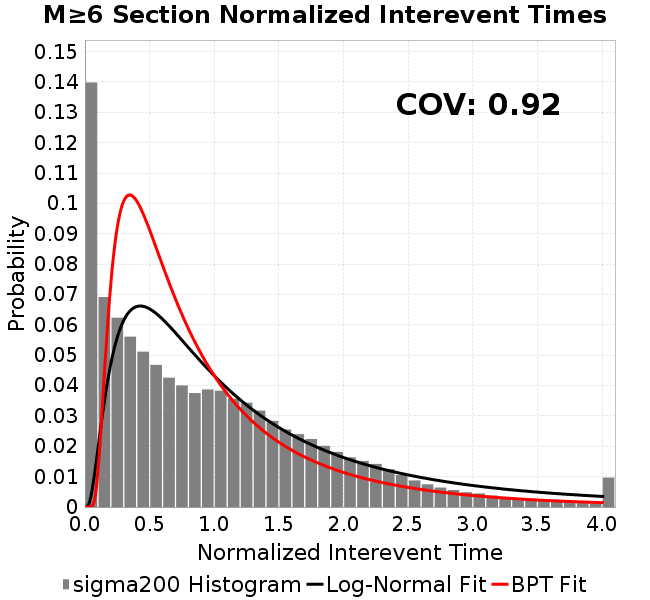 M≥6 Section Normalized Interevent Times
COV: 0.92
Probability
0.15
0.14
0.13
0.12
0.11
0.1
0.09
0.08
0.07
0.06
0.05
0.04
0.03
0.02
0.01
0
0.0 0.5 1.0 1.5 2.0 2.5 3.0 3.5 4.0
Normalized Interevent Time
sigma200 Histogram Log-Normal Fit BPT Fit